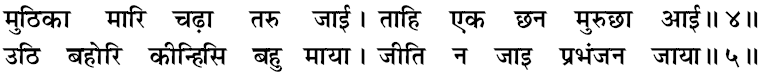 मुठिका मारि चढ़ा तरु जाई। ताहि एक छन मुरुछा आई॥ ४॥
उठि बहोरि कीन्हिसि बहु माया। जीति न जाइ प्रभंजन जाया॥ ५॥